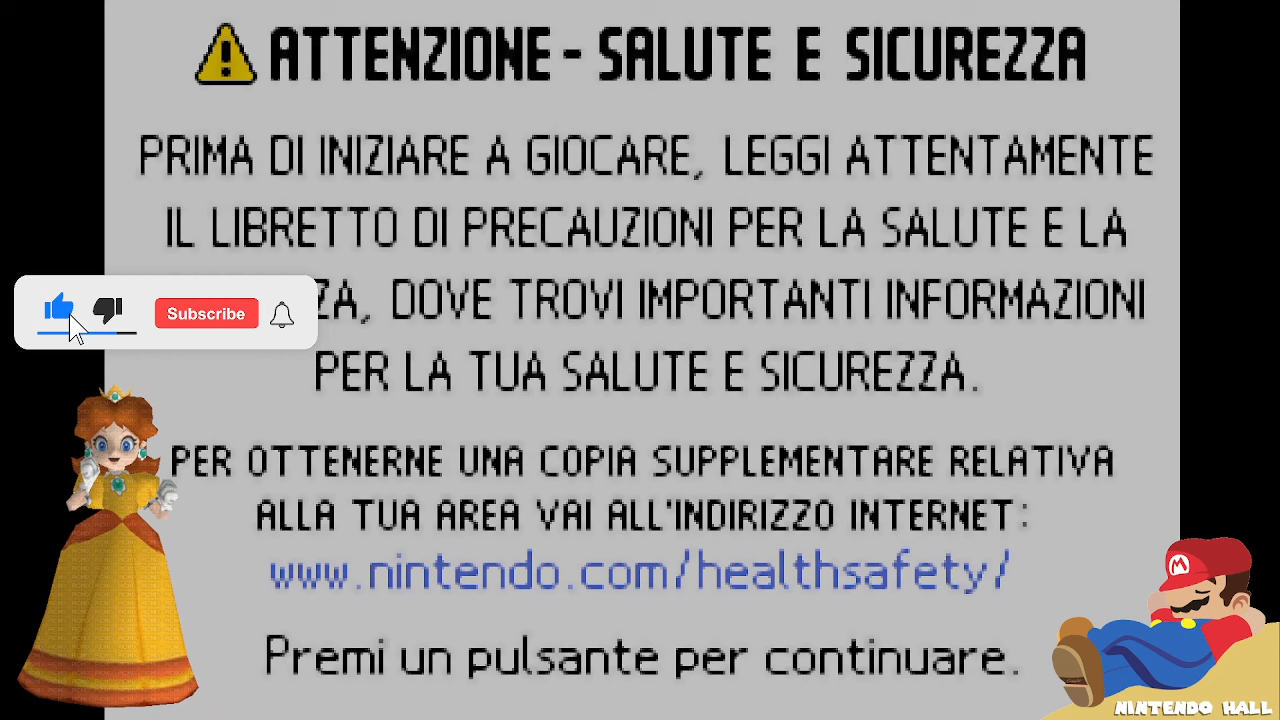 ATTENZIONE - SALUTE E SICUREZZA
PRIMA DI INIZIARE A GIOCARE, LEGGI ATTENTAMENTE
IL LIBRETTO DI PRECAUZIONI PER LA SALUTE E LA
ZA, DOVE TROVI IMPORTANTI INFORMAZIONI
Subscribe
PER LA TUA SALUTE E SICUREZZA.
PER OTTENERNE UNA COPIA SUPPLEMENTARE RELATIVA
ALLA TUA AREA VAI ALL'INDIRIZZO INTERNET:
www.nintendo.com/healthsafety/
Premi un pulsante per continuare.
NINTENDO HALL